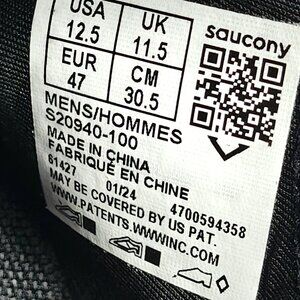 USA UK
12.5 11.5
EUR CM
47 30.5
saucony
MENS/HOMMES
S20940-100
MADE IN CHINA
FABRIQUÉ EN CHINE
61427 01/24 4700594358
MAY BE COVERED BY US PAT.
WWW.PATENTS.WWWINC.COM